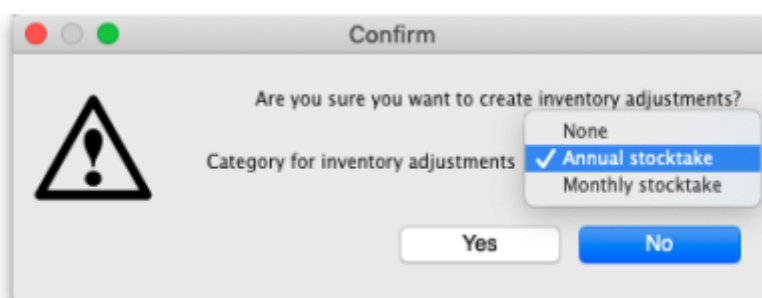 Confirm
Are you sure you want to create inventory adjustments?
None
Category for inventory adjustments ✓ Annual stocktake
Monthly stocktake
Yes No